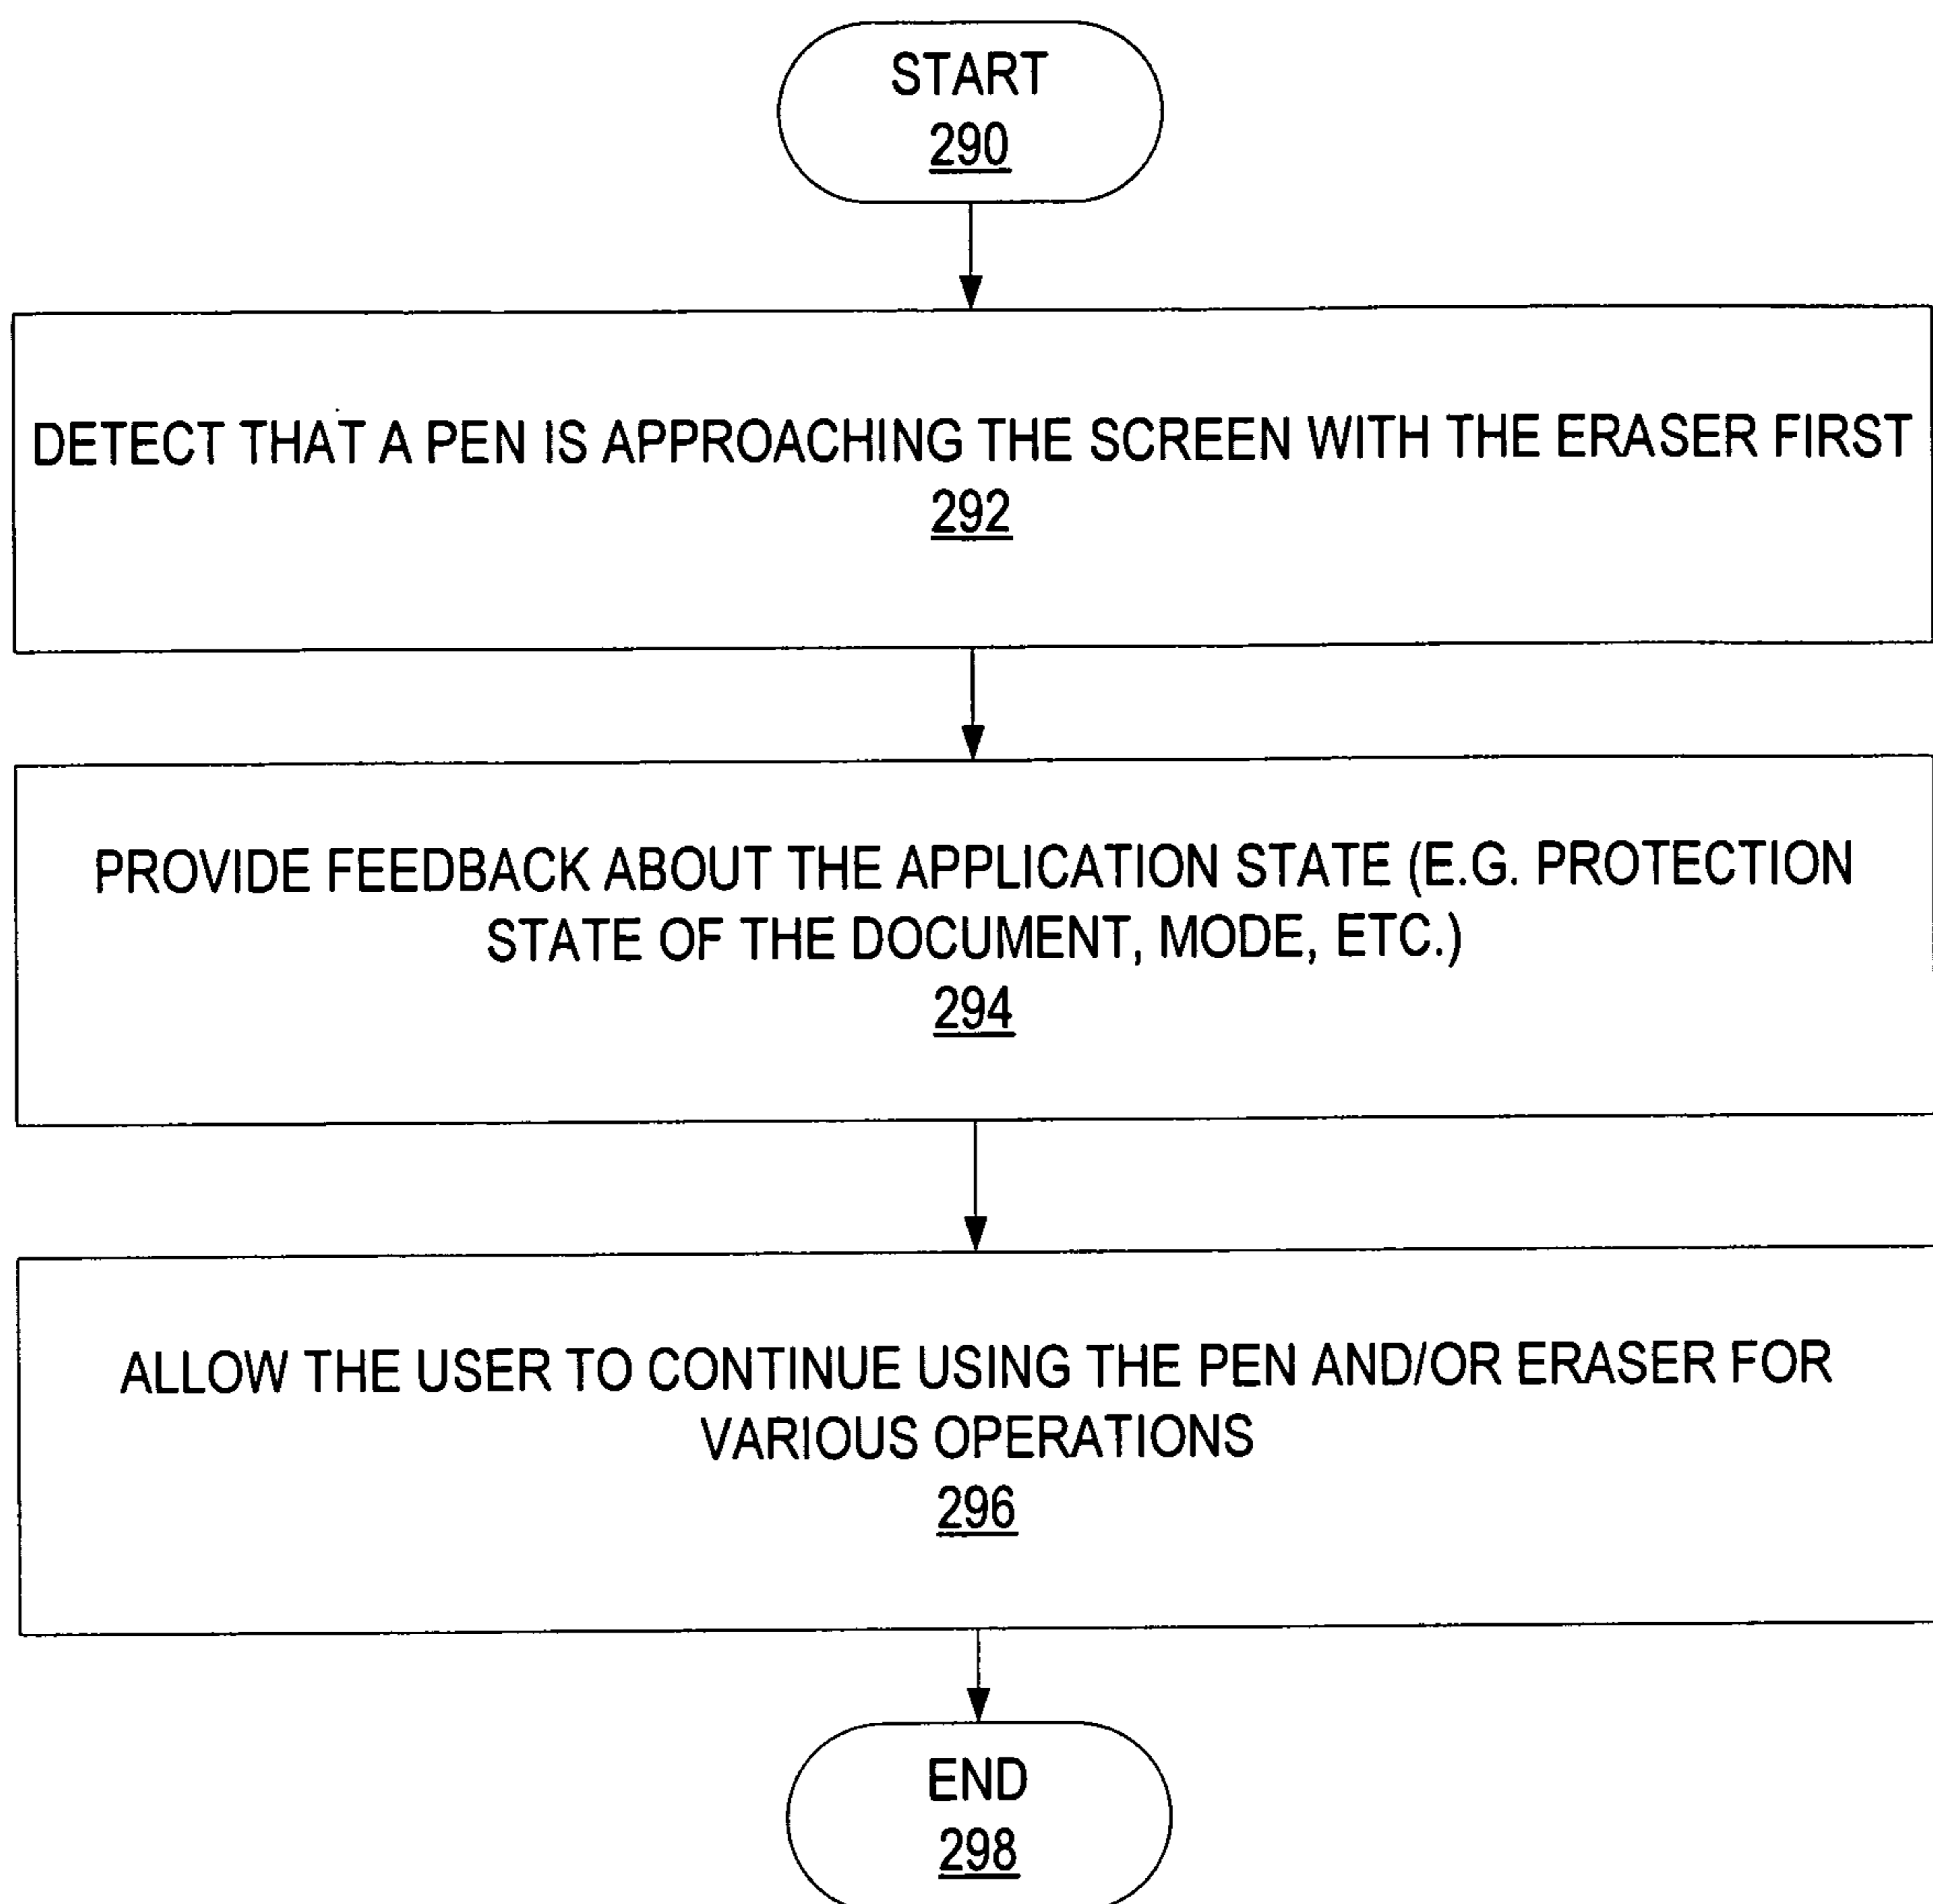 START
290
DETECT THAT A PEN IS APPROACHING THE SCREEN WITH THE ERASER FIRST
292
PROVIDE FEEDBACK ABOUT THE APPLICATION STATE (E.G. PROTECTION
STATE OF THE DOCUMENT, MODE, ETC.)
294
ALLOW THE USER TO CONTINUE USING THE PEN AND/OR ERASER FOR
VARIOUS OPERATIONS
296
END
298